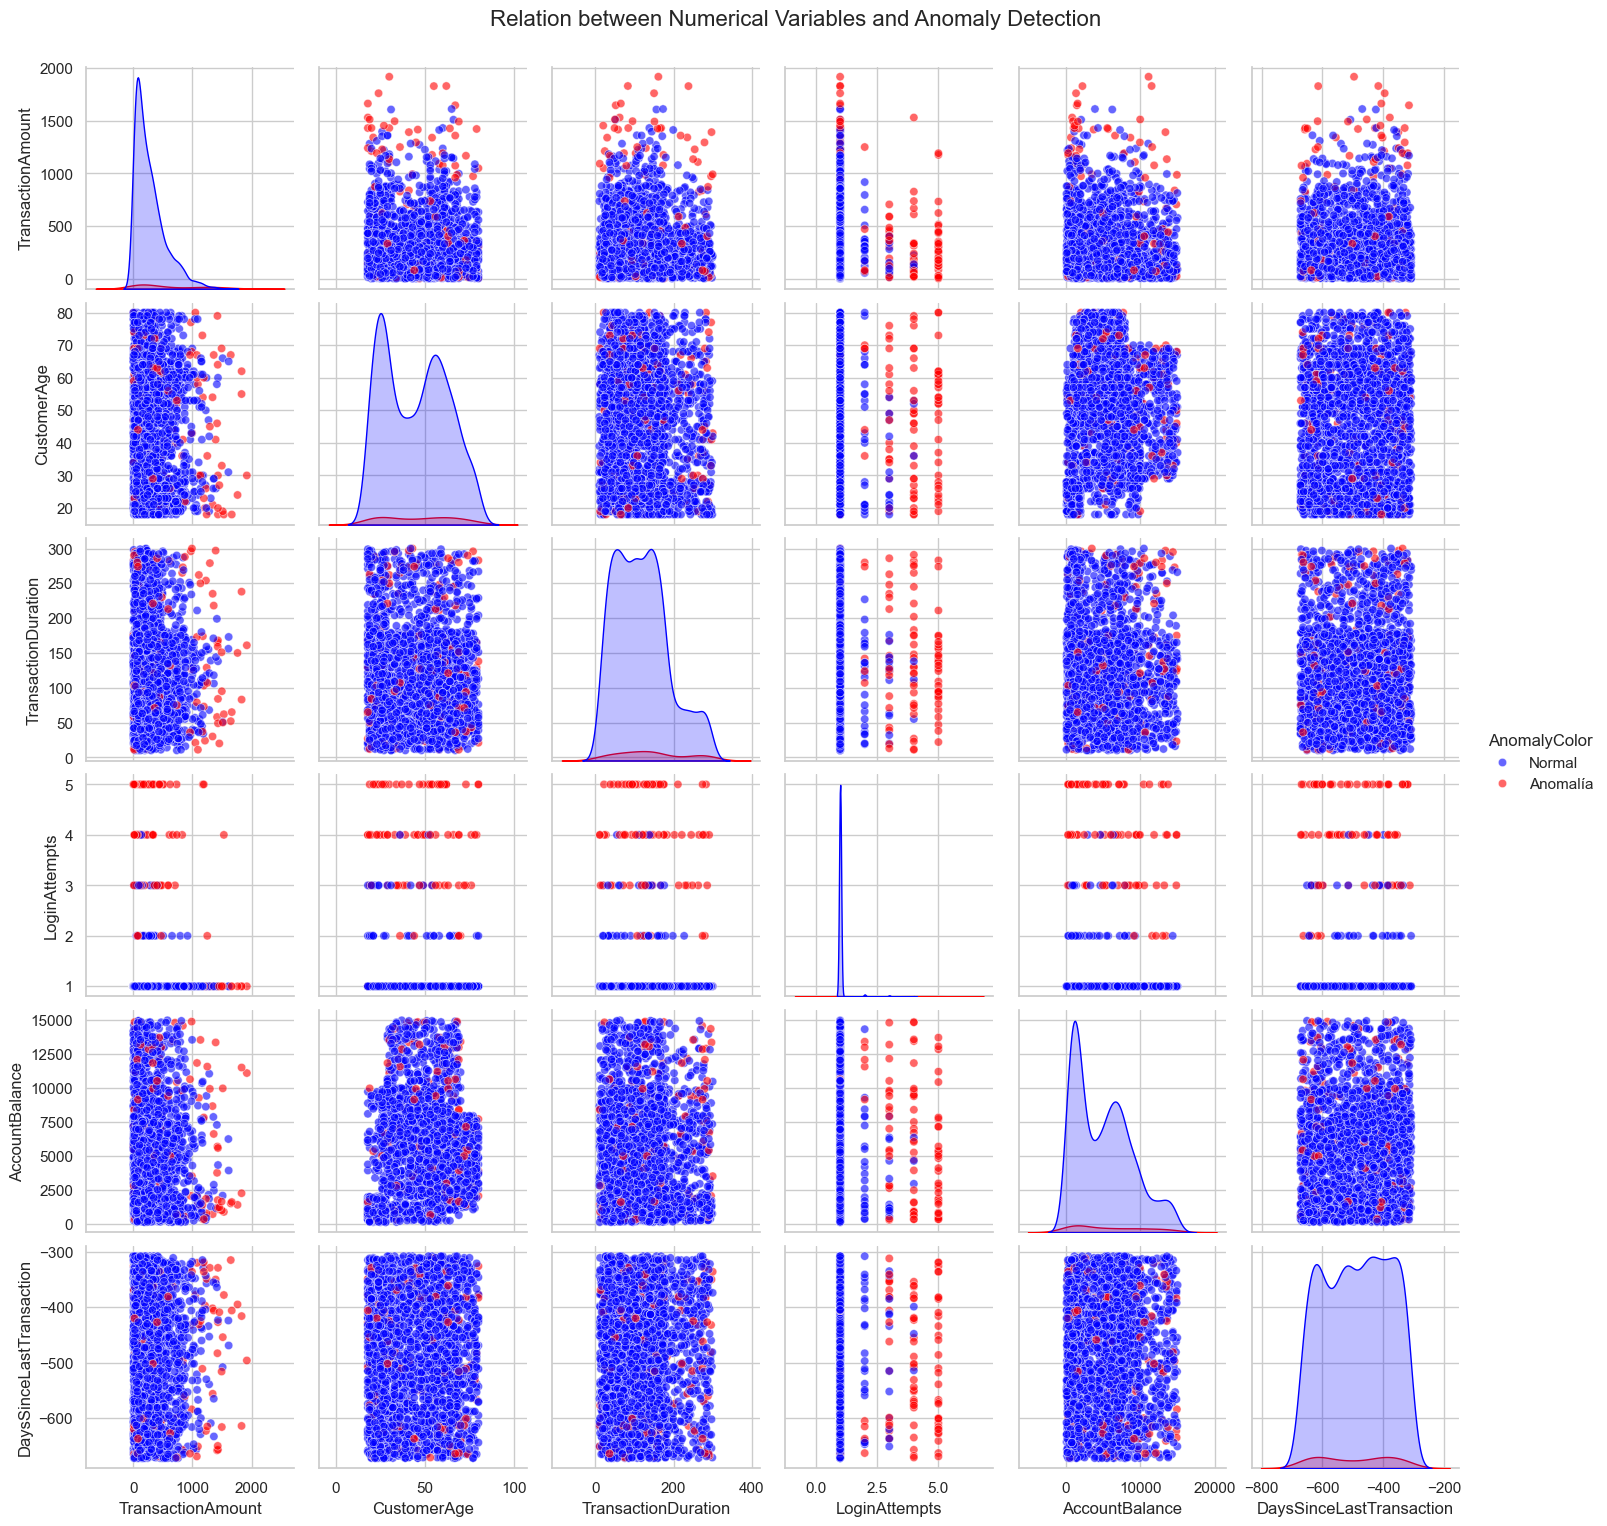 Relation between Numerical Variables and Anomaly Detection
2000
1500
1000
500
0
TransactionAmount
80
70
60
50
40
30
20
CustomerAge
300
250
200
150
100
50
0
TransactionDuration
AnomalyColor
Normal
Anomalía
5
4
3
2
1
LoginAttempts
15000
12500
10000
7500
5000
2500
0
AccountBalance
−300
−400
−500
−600
DaysSinceLastTransaction
0 1000 2000
0 50 100
0 200 400
0.0 2.5 5.0
0 10000 20000
−800 −600 −400 −200
TransactionAmount
CustomerAge
TransactionDuration
LoginAttempts
AccountBalance
DaysSinceLastTransaction